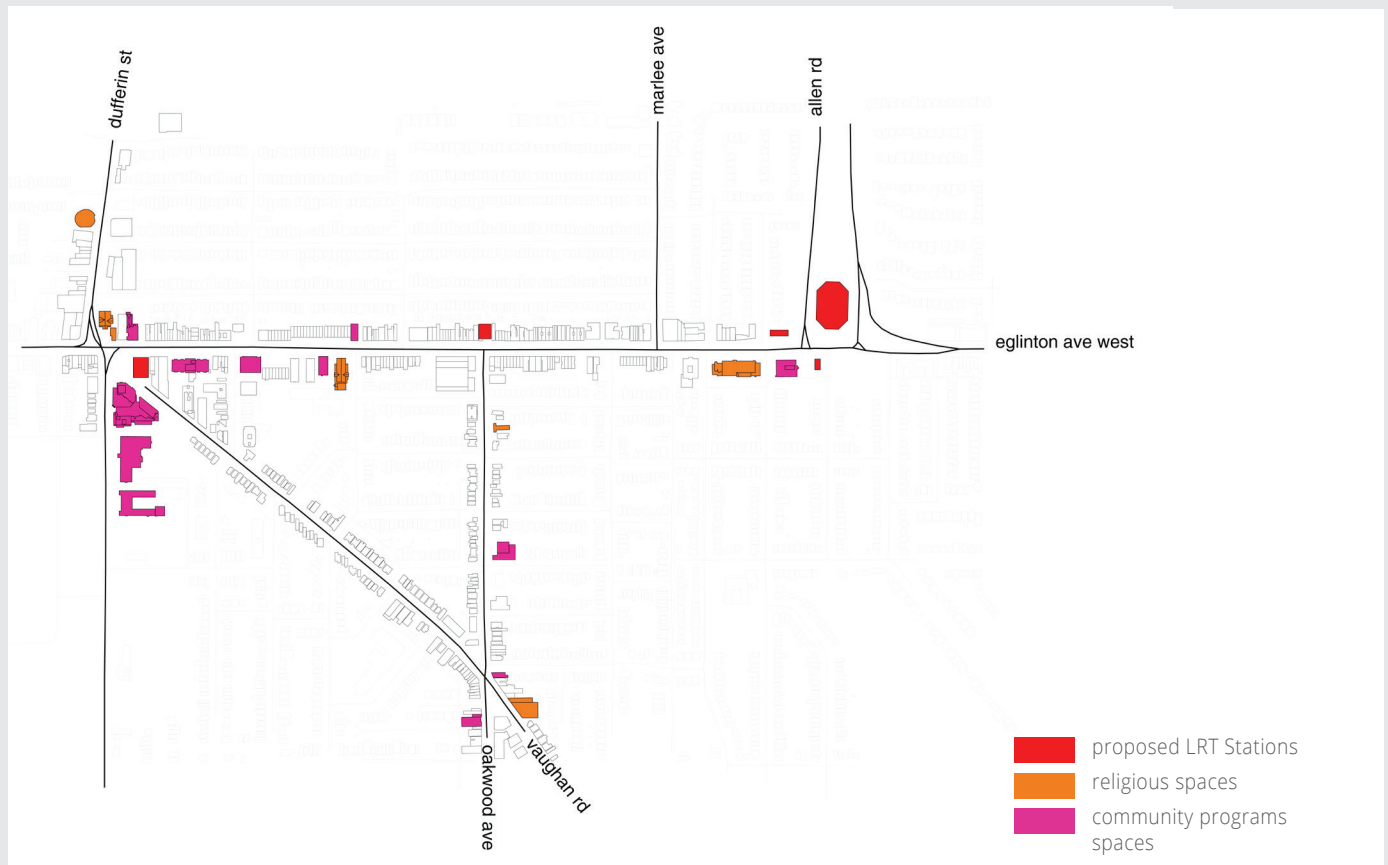 dufferin st
marlee ave
allen rd
eglinton ave west
oakwood ave
vaughan rd
proposed LRT Stations
religious spaces
community programs
spaces